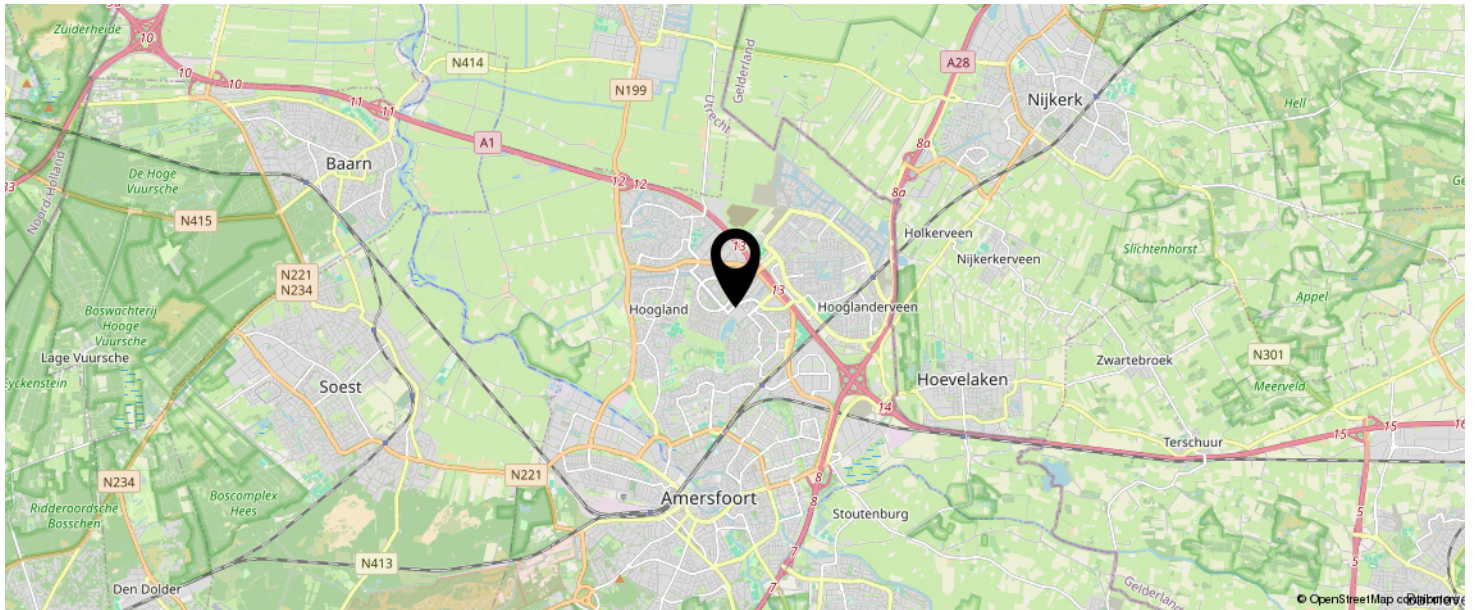 Zuiderheide
10
10
10
11
11
N414
N199
Gelderland
Utrecht
A28
Nijkerk
Hell
A1
8a
8a
Baarn
De Hoge
Vuursche
Noord-Holland
33
N415
12
12
13
13
Holkerveen
Nijkerkerveen
Slichtenhorst
N221
N234
Boswachterij
Hooge
Vuursche
Hoogland
Hooglanderveen
Appel
Lage Vuursche
Eyckenstein
Soest
Zwartebroek
N301
Meerveld
Hoevelaken
14
15
15
16
Terschuur
N234
N221
Boscomplex
Hees
Ridderoordsche
Bosschen
Amersfoort
8
8
Stoutenburg
5
5
N413
7
7
Den Dolder
Gelderland
© OpenStreetMap contributors